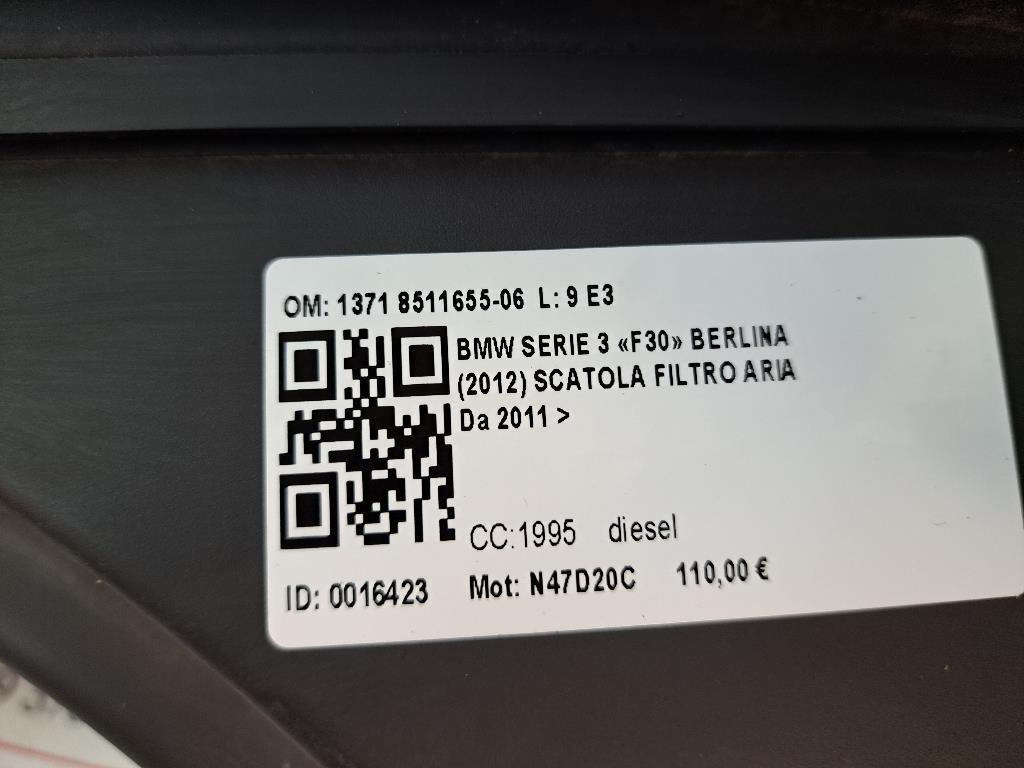 OM: 1371 8511655-06 L: 9 E3
BMW SERIE 3 «F30» BERLINA
(2012) SCATOLA FILTRO ARIA
Da 2011 >
CC:1995 diesel
ID: 0016423 Mot: N47D20C 110,00 €